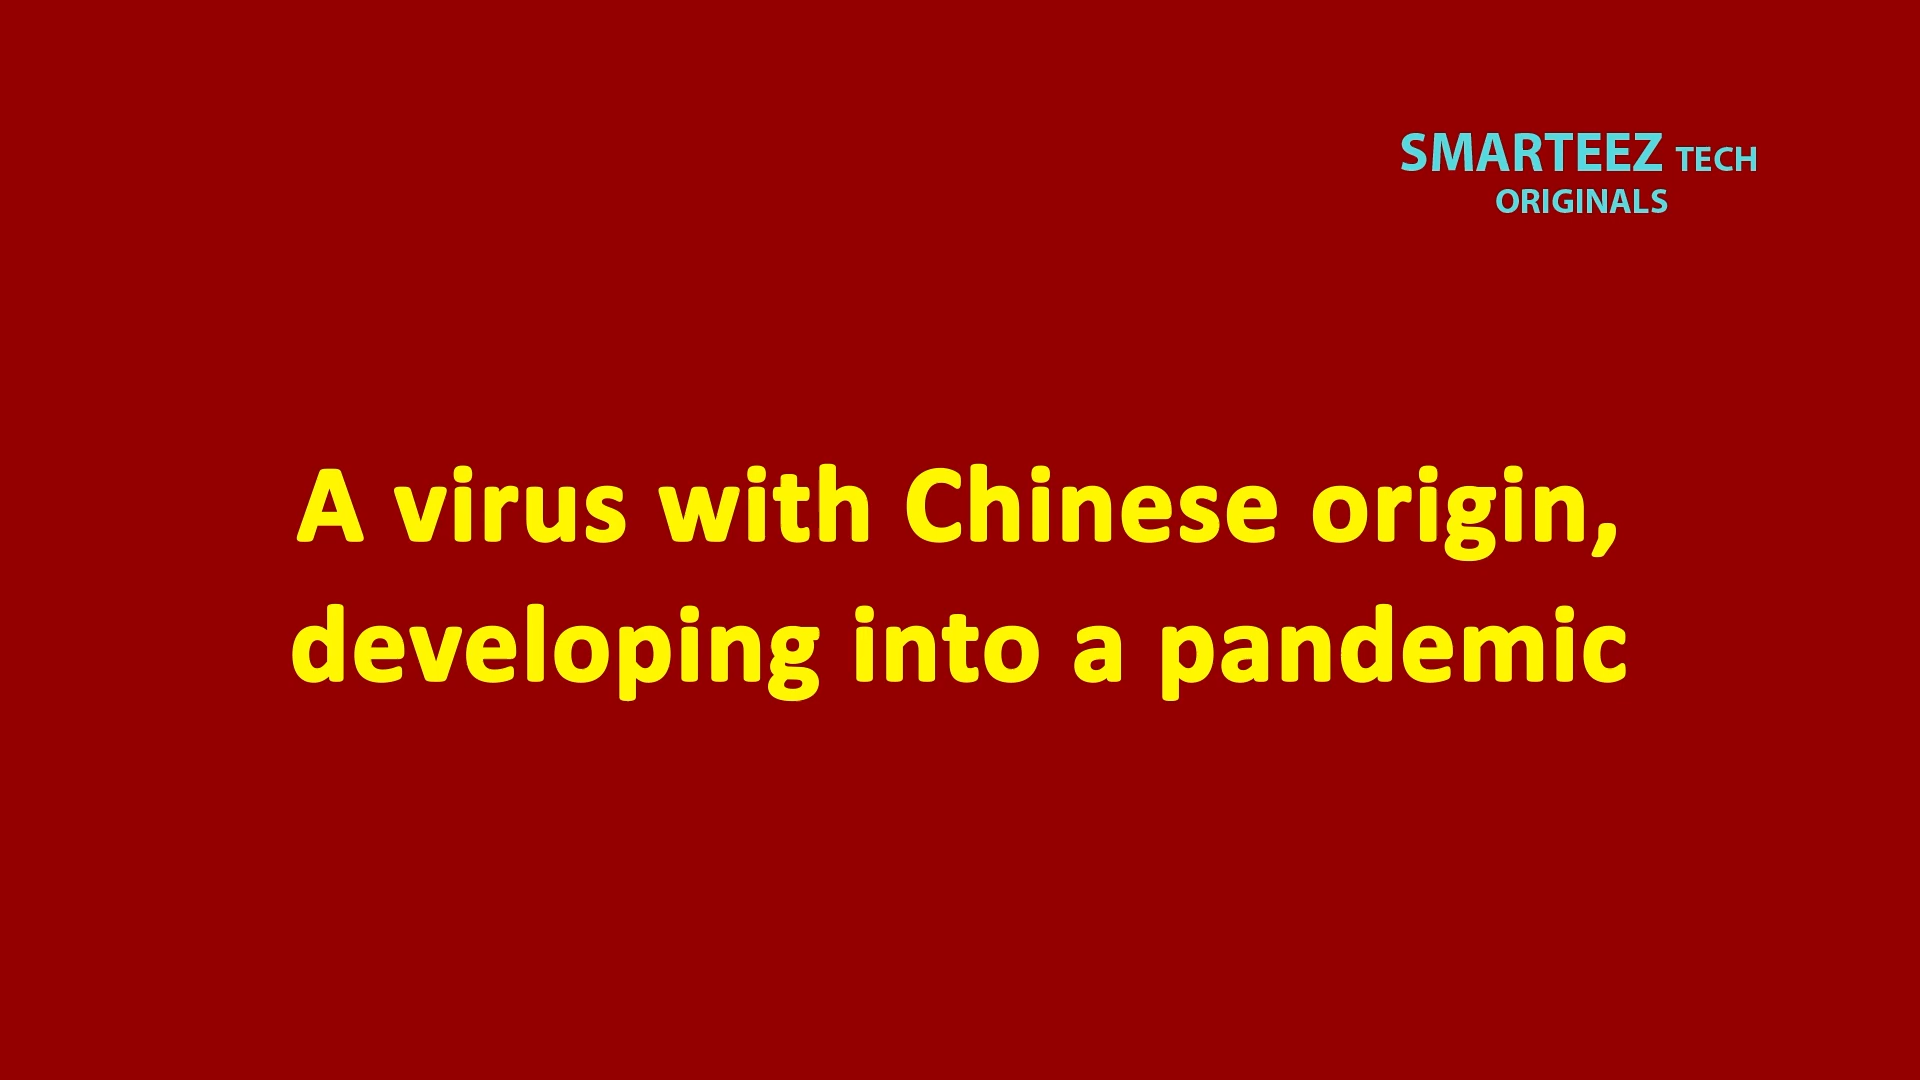 SMARTEEZ TECH
ORIGINALS
A virus with Chinese origin,
developing into a pandemic